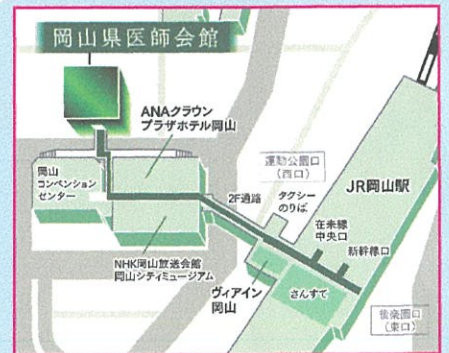 岡山県医師会館
ANAクラウン
プラザホテル岡山
岡山
コンベンション
センター
運動公園口
(西口)
2F通路
タクシー
のりば
JR岡山駅
在来線
中央口
新幹線口
NHK岡山放送会館
岡山シティミュージアム
ヴィアイン
岡山
さんすて
後楽園口
(東口)